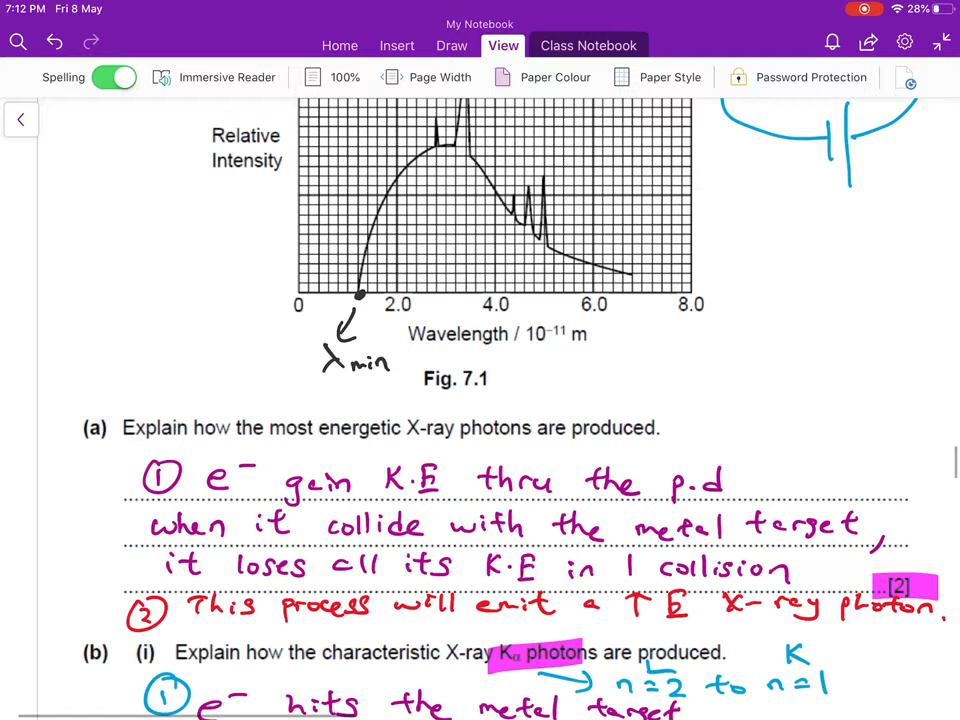 7:12 PM Fri 8 May
28%
My Notebook
Home Insert Draw View Class Notebook
Spelling Immersive Reader 100% Page Width Paper Colour Paper Style Password Protection
Relative
Intensity
0 2.0 4.0 6.0 8.0
Wavelength / 10⁻¹¹ m
λmin
Fig. 7.1
(a) Explain how the most energetic X-ray photons are produced.
① e⁻ gain K.E thru the p.d
when it collide with the metal target,
it loses all its K.E in 1 collision
[2]
② This process will emit a ↑ E X-ray photon.
(b) (i) Explain how the characteristic X-ray Kα photons are produced.
L K
→ n=2 to n=1
① e⁻ hits the metal target